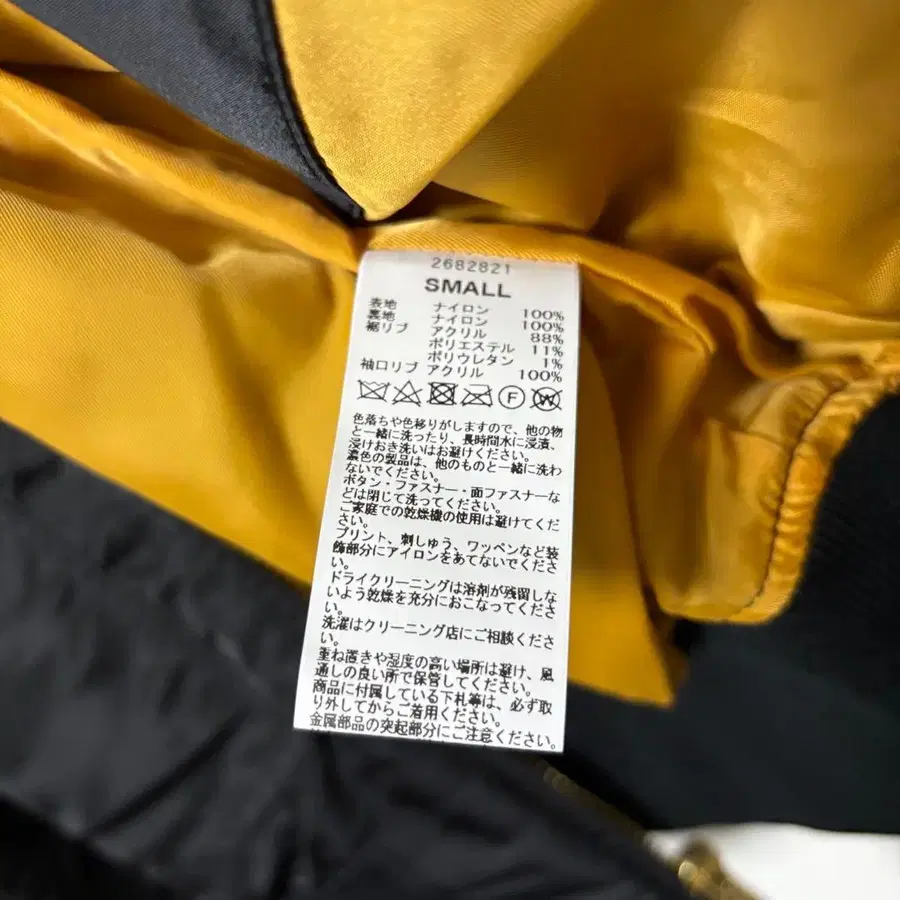 2682821
SMALL
表地 ナイロン 100%
裏地 ナイロン 100%
裾リブ アクリル 88%
ポリエステル 11%
ポリウレタン 1%
袖口リブ アクリル 100%
F W
色落ちや色移りがしますので、他の物
と一緒に洗ったり、長時間水に浸漬、
浸けおき洗いはお避けください。
濃色の製品は、他のものと一緒に洗わ
ないでください。
ボタン・ファスナー・面ファスナーな
どは閉じて洗ってください。
ご家庭での乾燥機の使用は避けてくだ
さい。
プリント、刺しゅう、ワッペンなど装
飾部分にアイロンをあてないでくださ
い。
ドライクリーニングは溶剤が残留しな
いよう乾燥を充分におこなってくださ
い。
洗濯はクリーニング店にご相談くださ
い。
重ね置きや湿度の高い場所は避け、風
通しの良い所で保管してください。
商品に付属している下札等は、必ず取
り外してからご着用ください。
金属部品の突起部分にご注意ください。